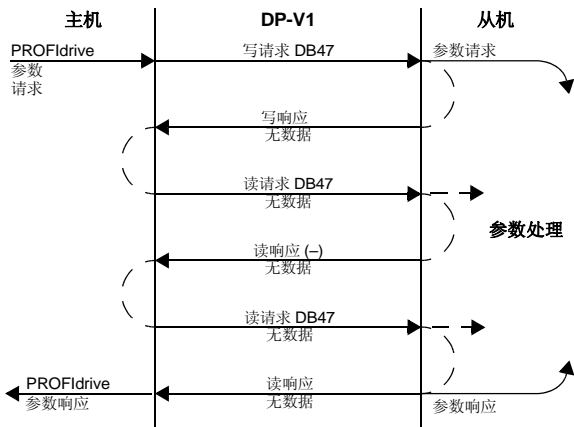 主机
DP-V1
从机
PROFIdrive
参数
请求
写请求 DB47
参数请求
写响应
无数据
读请求 DB47
无数据
参数处理
读响应 (–)
无数据
读请求 DB47
无数据
PROFIdrive
参数响应
读响应
无数据
参数响应